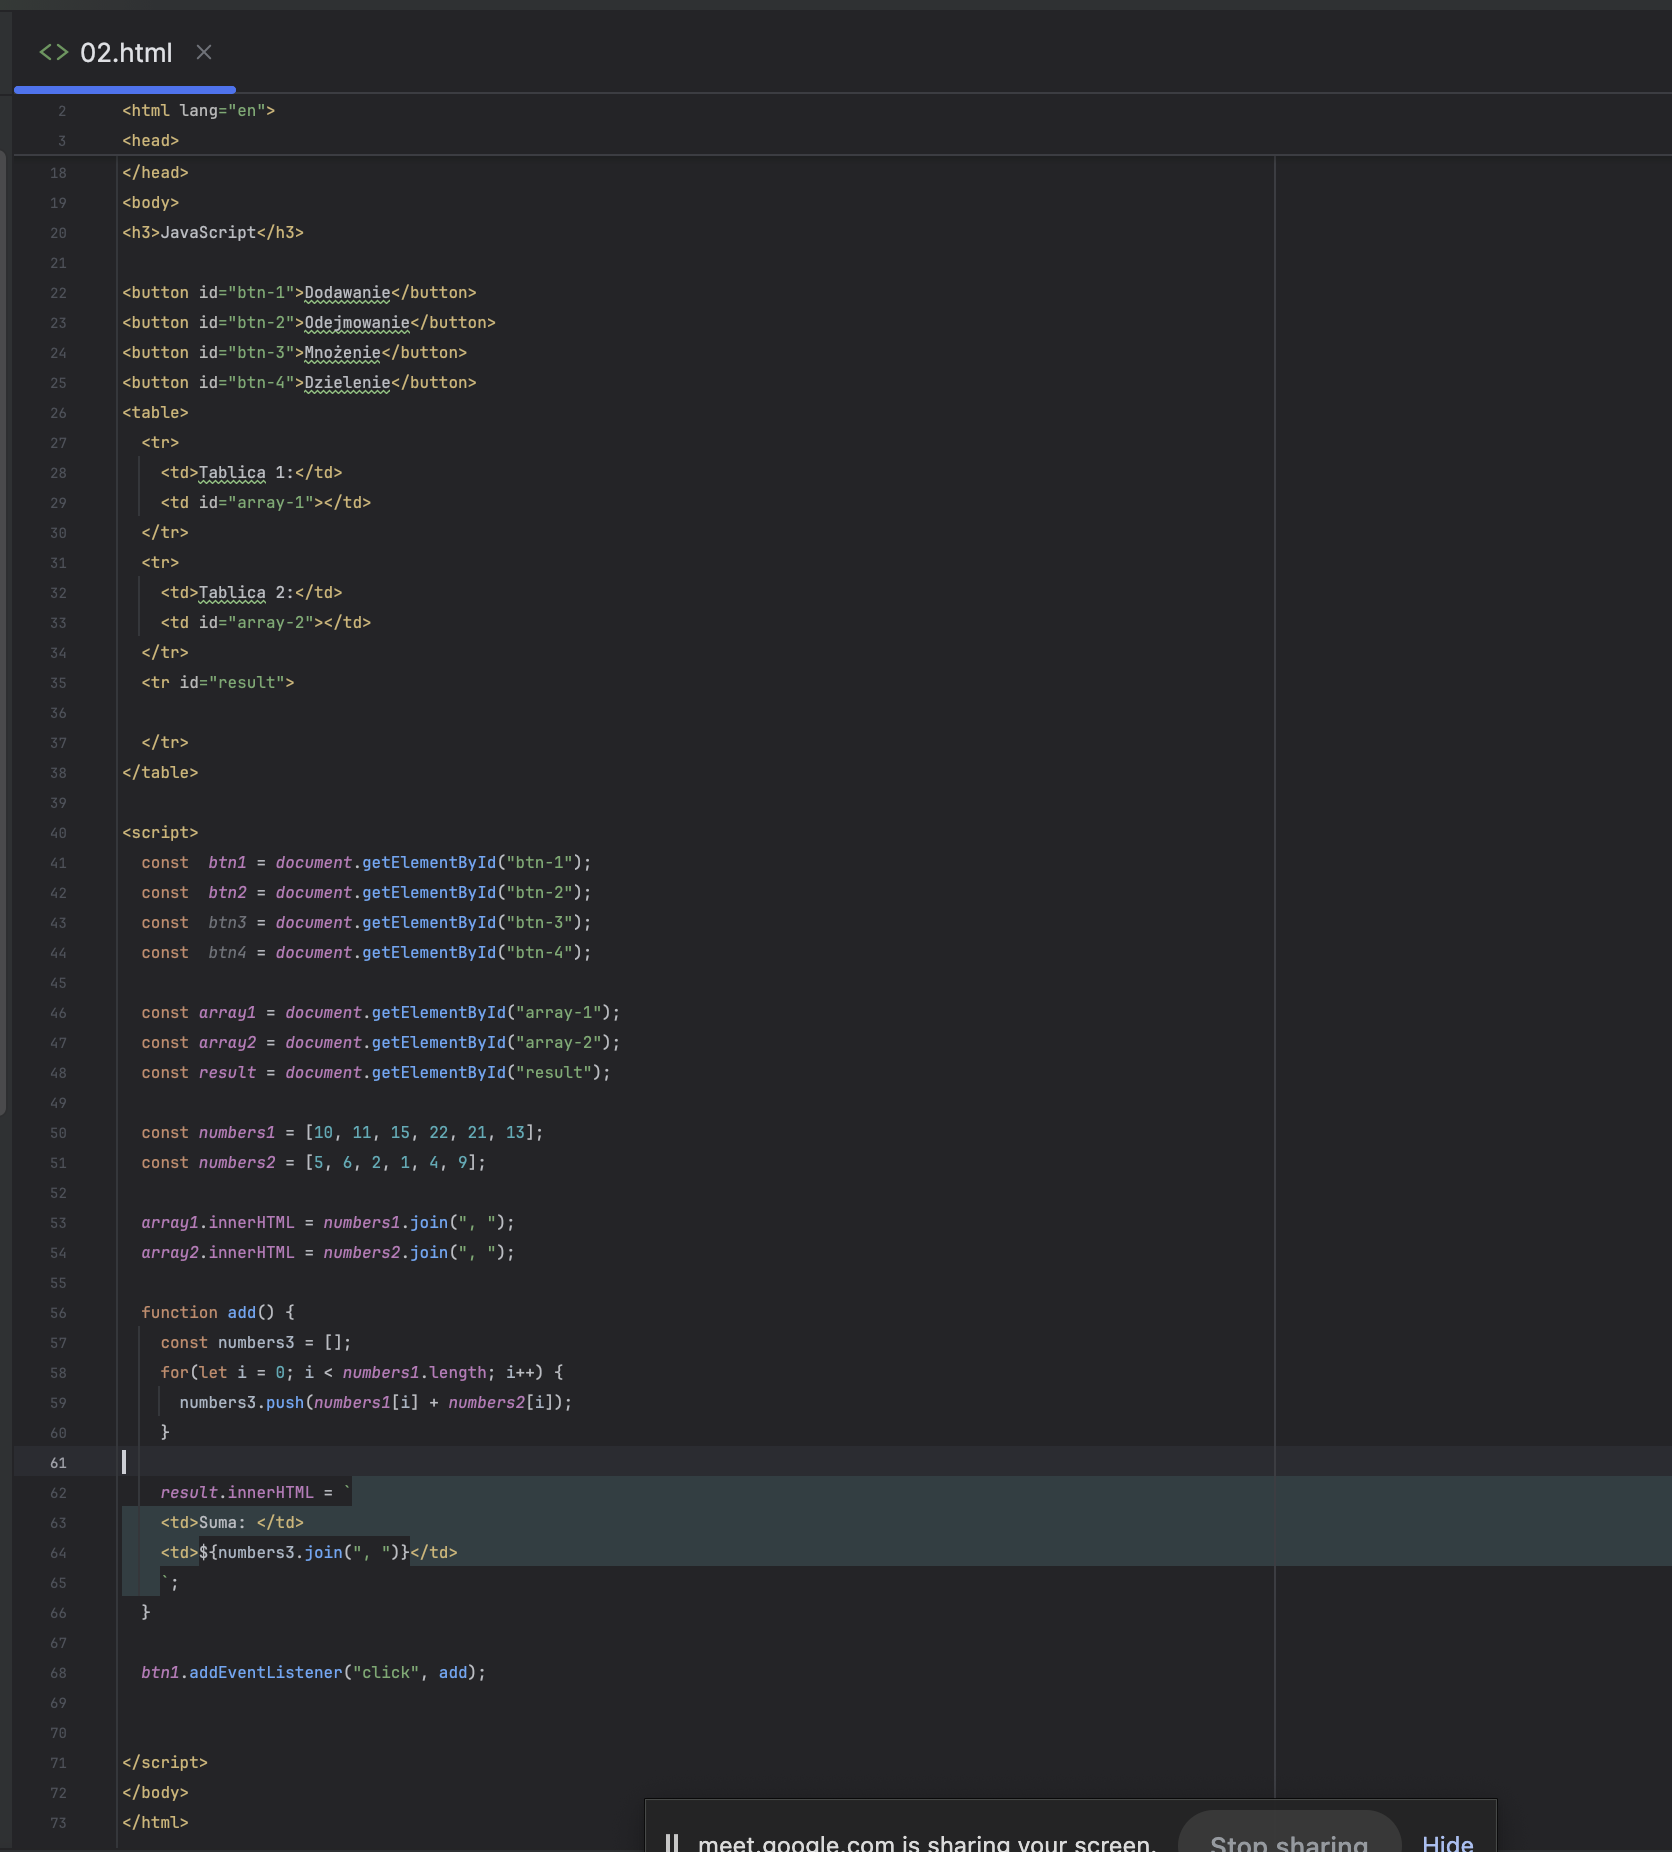 <> 02.html ×
2 <html lang="en">
3 <head>
18 </head>
19 <body>
20 <h3>JavaScript</h3>
21
22 <button id="btn-1">Dodawanie</button>
23 <button id="btn-2">Odejmowanie</button>
24 <button id="btn-3">Mnożenie</button>
25 <button id="btn-4">Dzielenie</button>
26 <table>
27   <tr>
28     <td>Tablica 1:</td>
29     <td id="array-1"></td>
30   </tr>
31   <tr>
32     <td>Tablica 2:</td>
33     <td id="array-2"></td>
34   </tr>
35   <tr id="result">
36
37   </tr>
38 </table>
39
40 <script>
41   const  btn1 = document.getElementById("btn-1");
42   const  btn2 = document.getElementById("btn-2");
43   const  btn3 = document.getElementById("btn-3");
44   const  btn4 = document.getElementById("btn-4");
45
46   const array1 = document.getElementById("array-1");
47   const array2 = document.getElementById("array-2");
48   const result = document.getElementById("result");
49
50   const numbers1 = [10, 11, 15, 22, 21, 13];
51   const numbers2 = [5, 6, 2, 1, 4, 9];
52
53   array1.innerHTML = numbers1.join(", ");
54   array2.innerHTML = numbers2.join(", ");
55
56   function add() {
57     const numbers3 = [];
58     for(let i = 0; i < numbers1.length; i++) {
59       numbers3.push(numbers1[i] + numbers2[i]);
60     }
61
62     result.innerHTML = `
63     <td>Suma: </td>
64     <td>${numbers3.join(", ")}</td>
65     `;
66   }
67
68   btn1.addEventListener("click", add);
69
70
71 </script>
72 </body>
73 </html>
meet.google.com is sharing your screen. Stop sharing Hide